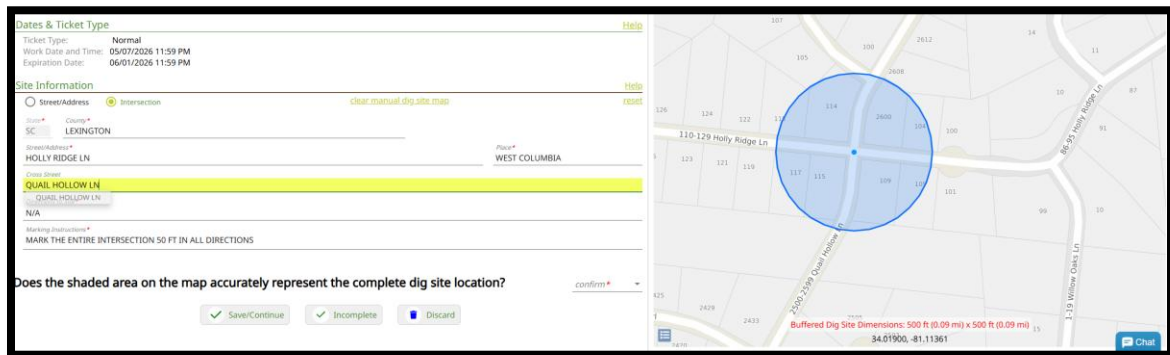 Dates & Ticket Type Help
Ticket Type: Normal
Work Date and Time: 05/07/2026 11:59 PM
Expiration Date: 06/01/2026 11:59 PM
Site Information Help
Street/Address Intersection clear manual dig site map reset
State* County*
SC LEXINGTON
Street/Address* Place*
HOLLY RIDGE LN WEST COLUMBIA
Cross Street
QUAIL HOLLOW LN
QUAIL HOLLOW LN
N/A
Marking Instructions*
MARK THE ENTIRE INTERSECTION 50 FT IN ALL DIRECTIONS
Does the shaded area on the map accurately represent the complete dig site location? confirm*
Save/Continue Incomplete Discard
107
14
100 2612
11
105
2608
10 87
114
126 124 122 2600 104 100
91
110-129 Holly Ridge Ln
86-95 Holly Ridge Ln
123 121 119 117 115 109
101
99 10
2500-2599 Quail Hollow Ln
1-19 Willow Oaks Ln
2429
2433
15
Buffered Dig Site Dimensions: 500 ft (0.09 mi) x 500 ft (0.09 mi)
34.01900, -81.11361
Chat